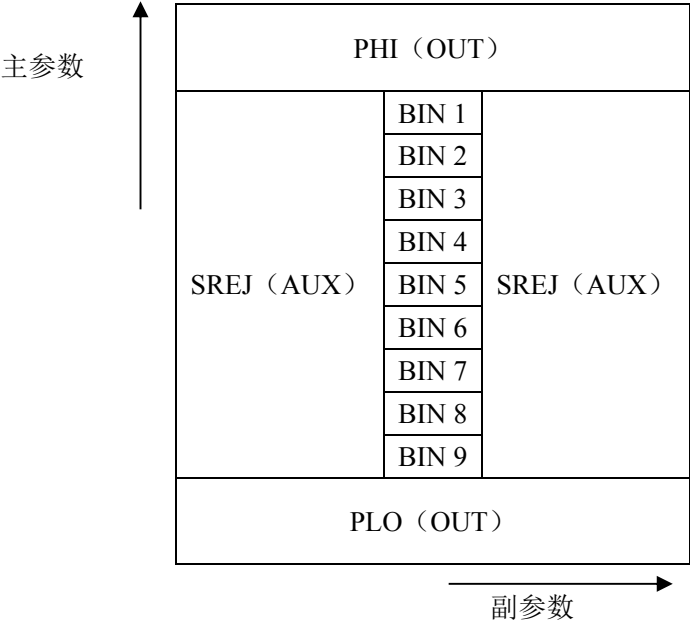 PHI（OUT）
主参数
BIN 1
BIN 2
BIN 3
BIN 4
SREJ（AUX）
BIN 5
SREJ（AUX）
BIN 6
BIN 7
BIN 8
BIN 9
PLO（OUT）
副参数